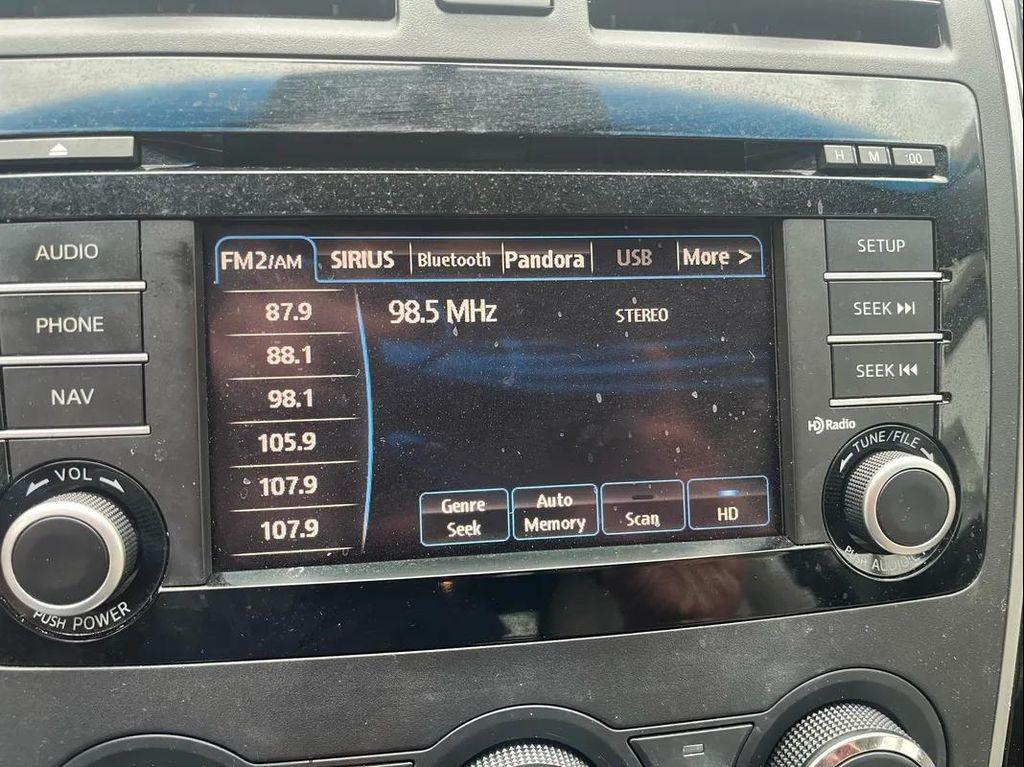 H M :00
AUDIO
PHONE
NAV
VOL
PUSH POWER
FM2/AM SIRIUS Bluetooth Pandora USB More >
98.5 MHz STEREO
87.9
88.1
98.1
105.9
107.9
107.9
Genre Seek
Auto Memory
Scan
HD
SETUP
SEEK
SEEK
HD Radio
TUNE/FILE
PUSH AUDIO